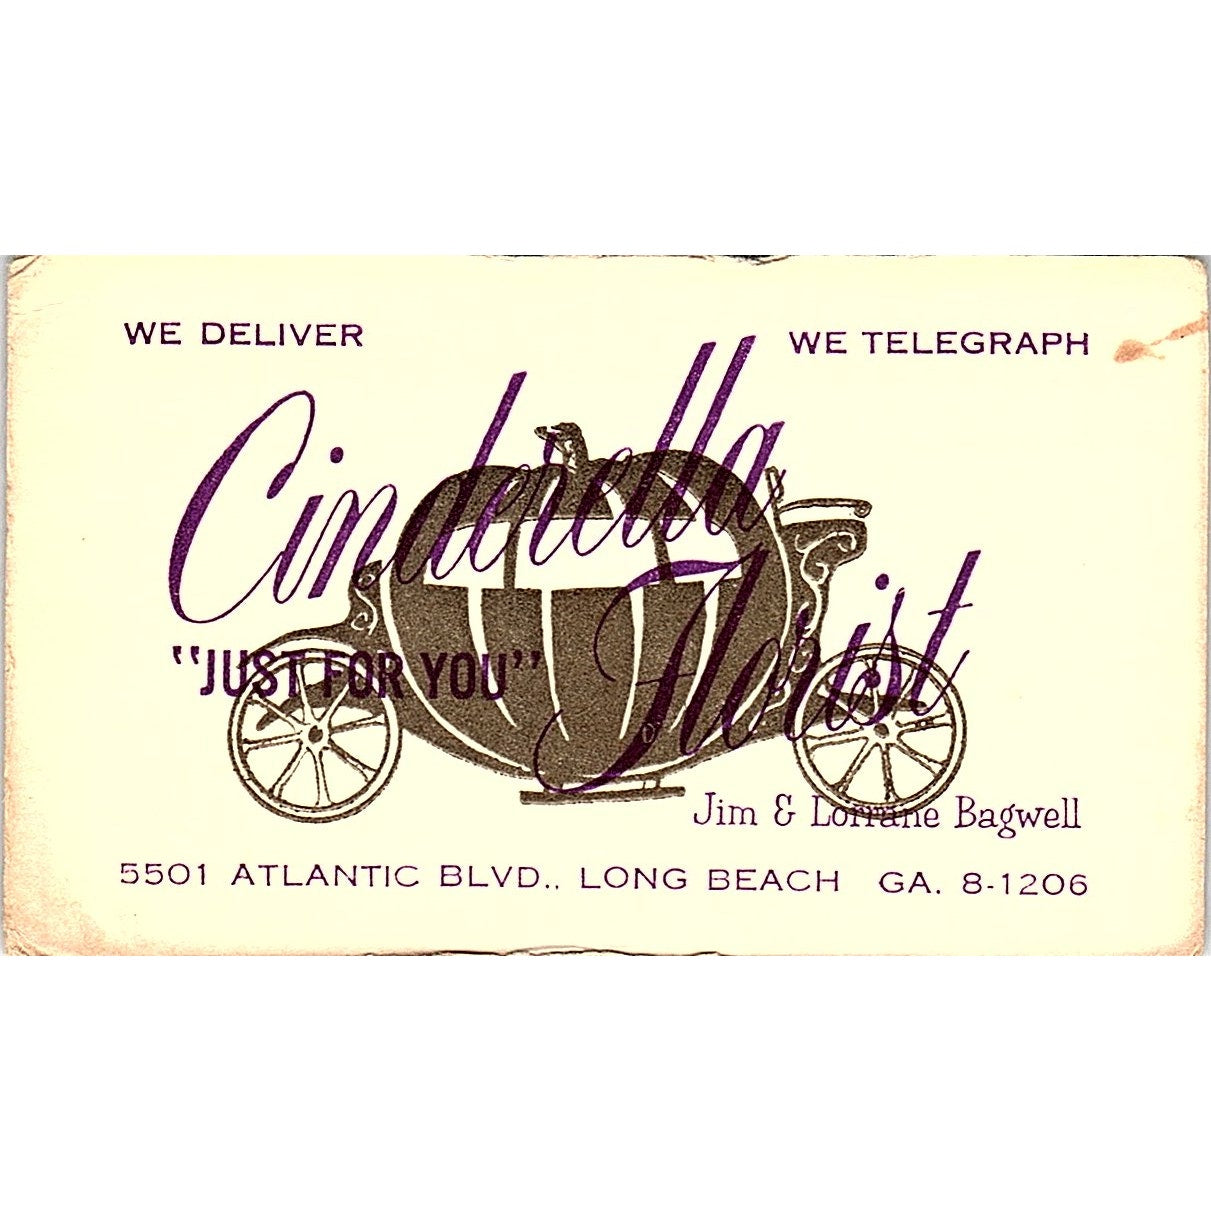 WE DELIVER
WE TELEGRAPH
Cinderella
Florist
"JUST FOR YOU"
Jim & Lorrane Bagwell
5501 ATLANTIC BLVD., LONG BEACH GA. 8-1206